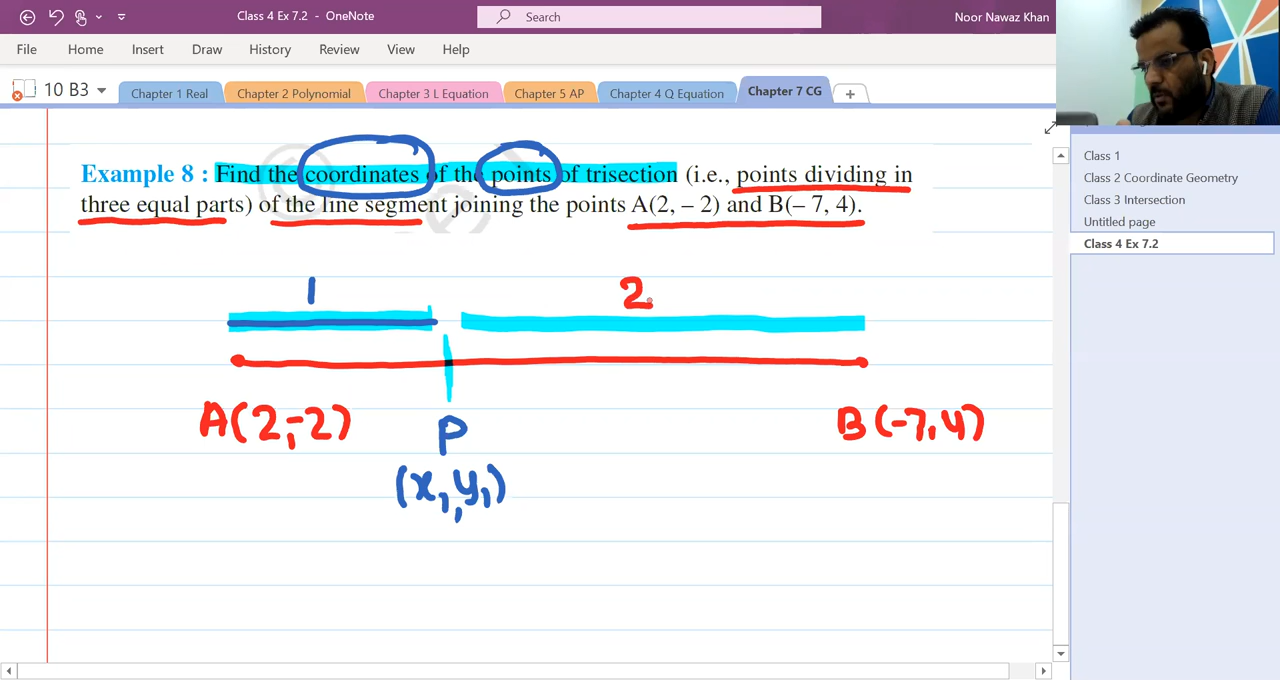 Class 4 Ex 7.2 - OneNote
Search
Noor Nawaz Khan
File Home Insert Draw History Review View Help
10 B3
Chapter 1 Real
Chapter 2 Polynomial
Chapter 3 L Equation
Chapter 5 AP
Chapter 4 Q Equation
Chapter 7 CG
Class 1
Class 2 Coordinate Geometry
Class 3 Intersection
Untitled page
Class 4 Ex 7.2
Example 8 : Find the coordinates of the points of trisection (i.e., points dividing in
three equal parts) of the line segment joining the points A(2, – 2) and B(– 7, 4).
1 2
A(2,-2) P B(-7,4)
(x₁,y₁)